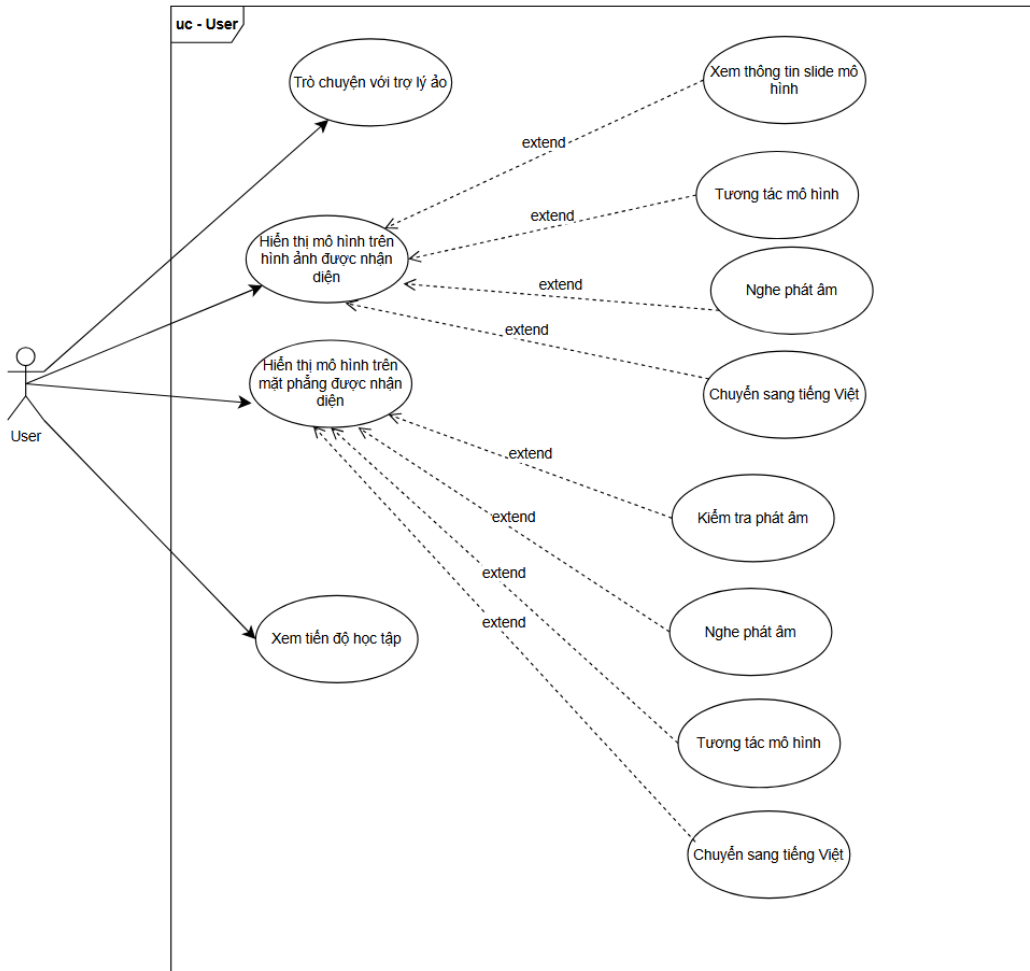 uc - User
Trò chuyện với trợ lý ảo
Xem thông tin slide mô
hình
extend
Tương tác mô hình
extend
Hiển thị mô hình trên
hình ảnh được nhận
diện
Nghe phát âm
extend
extend
Chuyển sang tiếng Việt
Hiển thị mô hình trên
mặt phẳng được nhận
diện
User
extend
Kiểm tra phát âm
extend
extend
Nghe phát âm
extend
Xem tiến độ học tập
Tương tác mô hình
Chuyển sang tiếng Việt